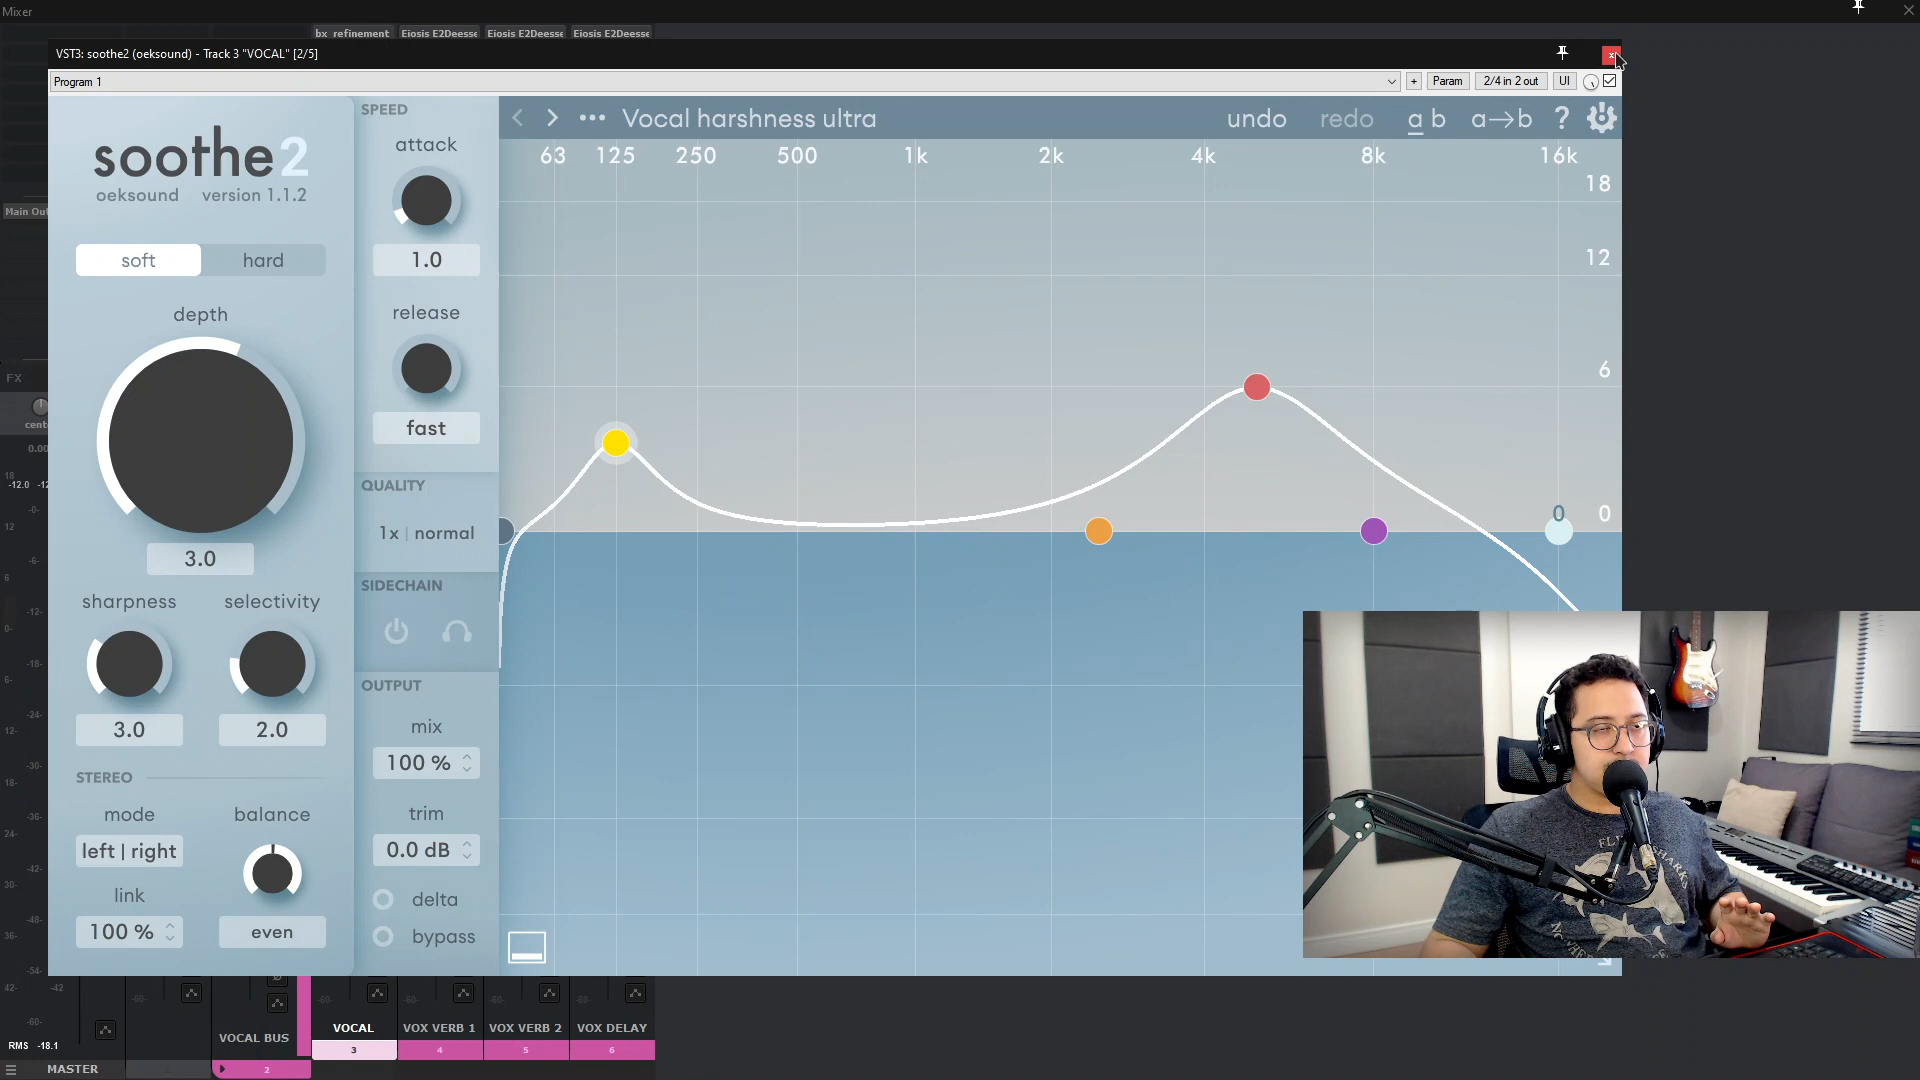 Mixer
bx_refinement
Eiosis E2Deesse
Eiosis E2Deesse
Eiosis E2Deesse
VST3: soothe2 (oeksound) - Track 3 "VOCAL" [2/5]
Program 1
+
Param
2/4 in 2 out
UI
soothe2
oeksound version 1.1.2
soft
hard
depth
3.0
sharpness
selectivity
3.0
2.0
STEREO
mode
balance
left | right
link
100 %
even
SPEED
attack
1.0
release
fast
QUALITY
1x | normal
SIDECHAIN
OUTPUT
mix
100 %
trim
0.0 dB
delta
bypass
Vocal harshness ultra
undo
redo
a b
a→b
?
63 125 250 500 1k 2k 4k 8k 16k
18
12
6
0
0
Main Out
FX
cente
0.00
-12.0
RMS -18.1
MASTER
VOCAL BUS
2
VOCAL
3
VOX VERB 1
4
VOX VERB 2
5
VOX DELAY
6